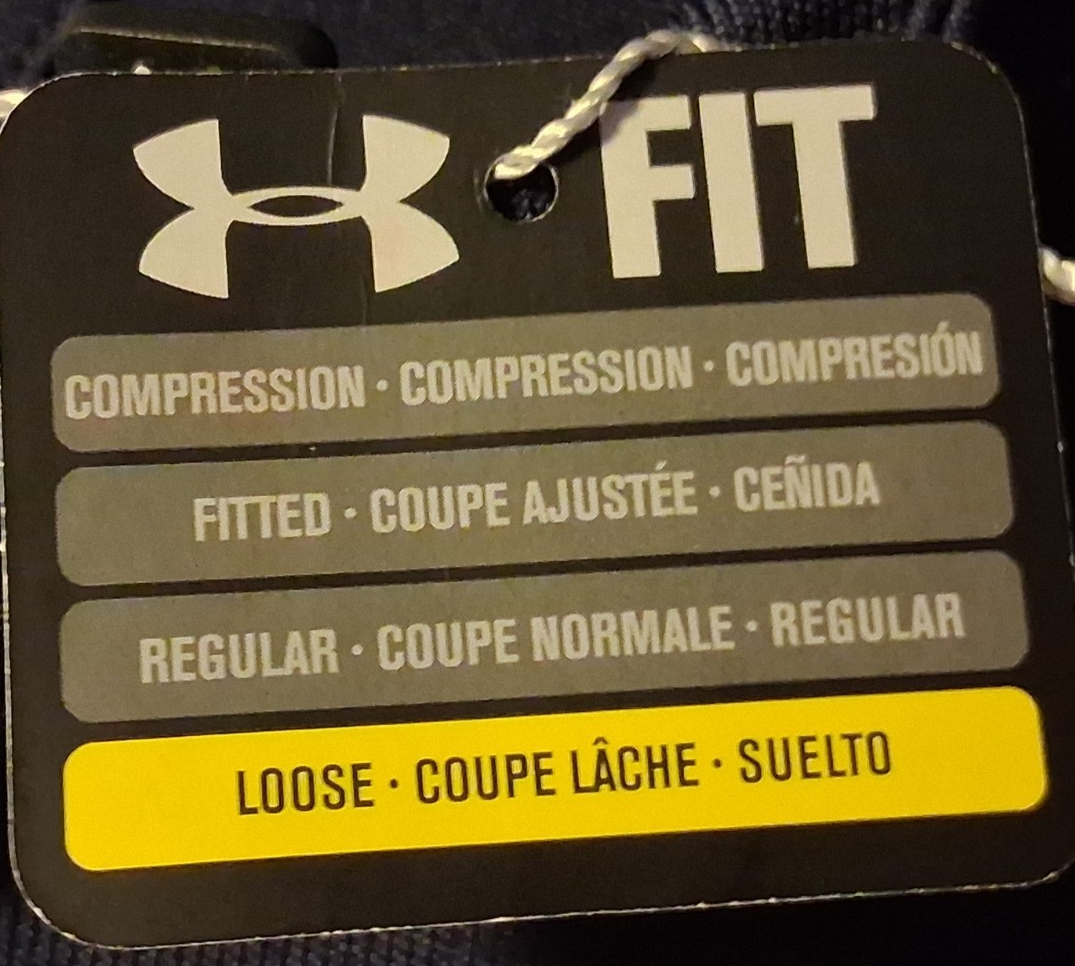 FIT
COMPRESSION · COMPRESSION · COMPRESIÓN
FITTED · COUPE AJUSTÉE · CEÑIDA
REGULAR · COUPE NORMALE · REGULAR
LOOSE · COUPE LÂCHE · SUELTO